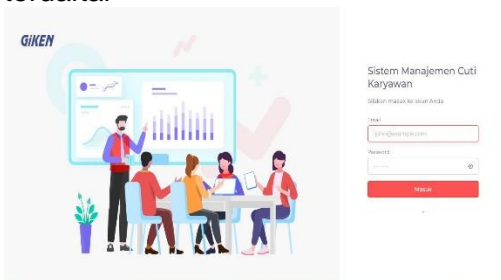 GiKEN
Sistem Manajemen Cuti
Karyawan
Silakan masuk ke akun Anda
Email
Password
Masuk